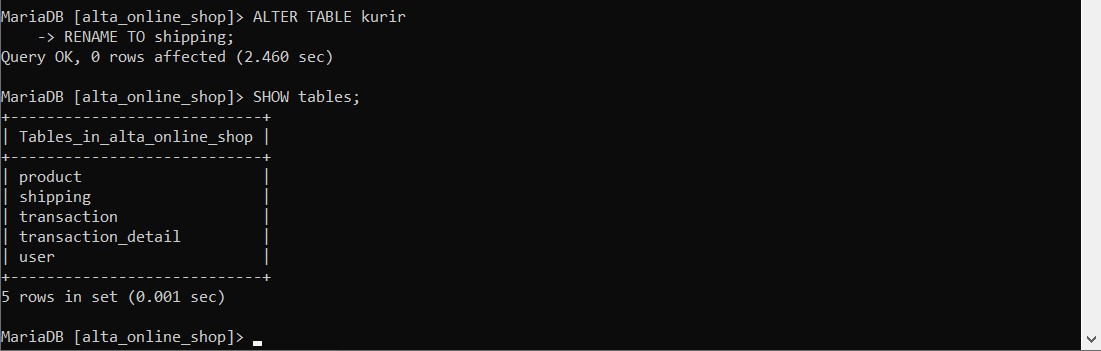 MariaDB [alta_online_shop]> ALTER TABLE kurir
    -> RENAME TO shipping;
Query OK, 0 rows affected (2.460 sec)

MariaDB [alta_online_shop]> SHOW tables;
+----------------------------+
| Tables_in_alta_online_shop |
+----------------------------+
| product                    |
| shipping                   |
| transaction                |
| transaction_detail         |
| user                       |
+----------------------------+
5 rows in set (0.001 sec)

MariaDB [alta_online_shop]> _